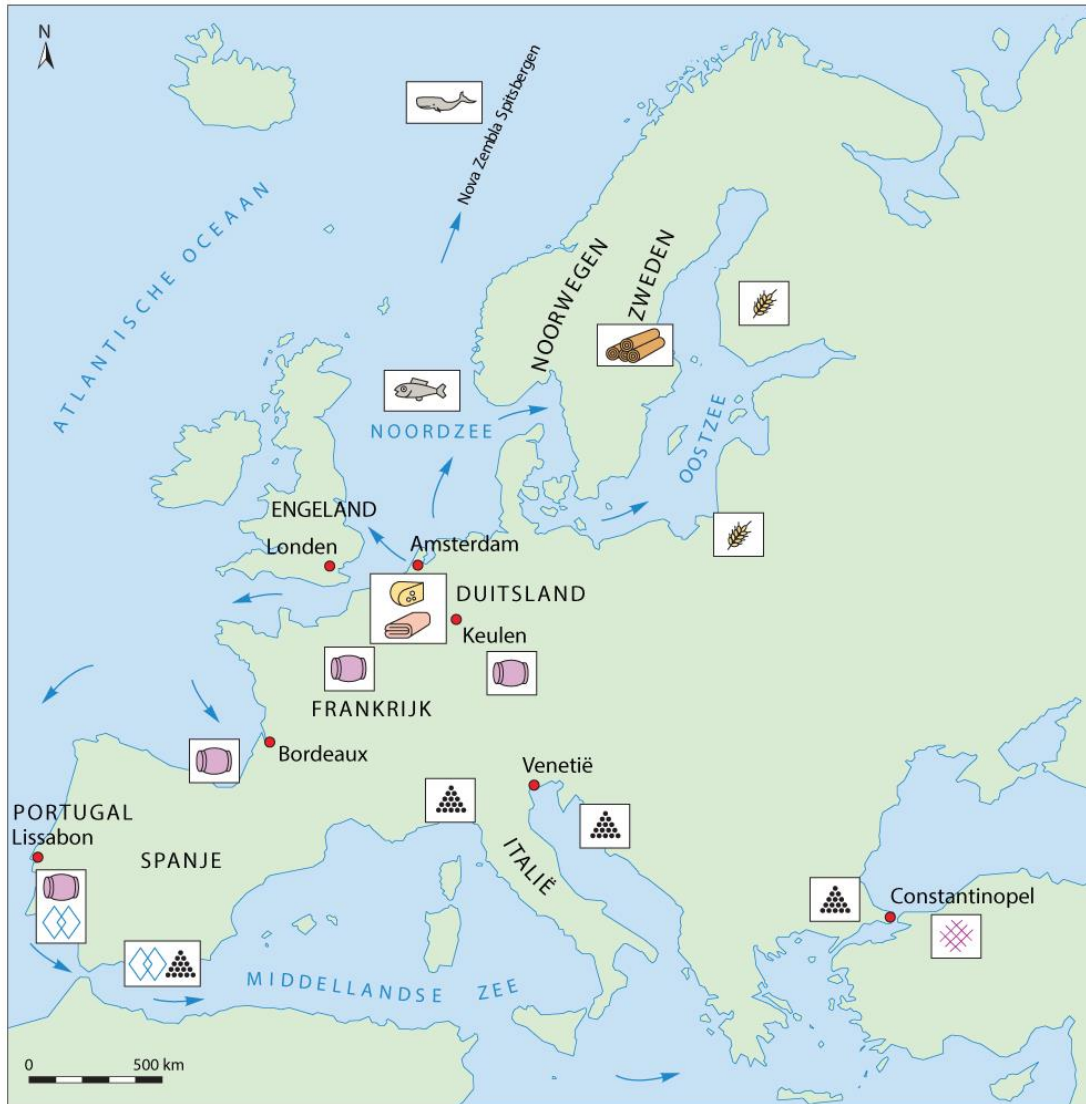 N
Nova Zembla Spitsbergen
ATLANTISCHE OCEAAN
NOORWEGEN
ZWEDEN
NOORDZEE
OOSTZEE
ENGELAND
Londen
Amsterdam
DUITSLAND
Keulen
FRANKRIJK
Bordeaux
Venetië
PORTUGAL
Lissabon
SPANJE
ITALIË
Constantinopel
MIDDELLANDSE ZEE
0 500 km